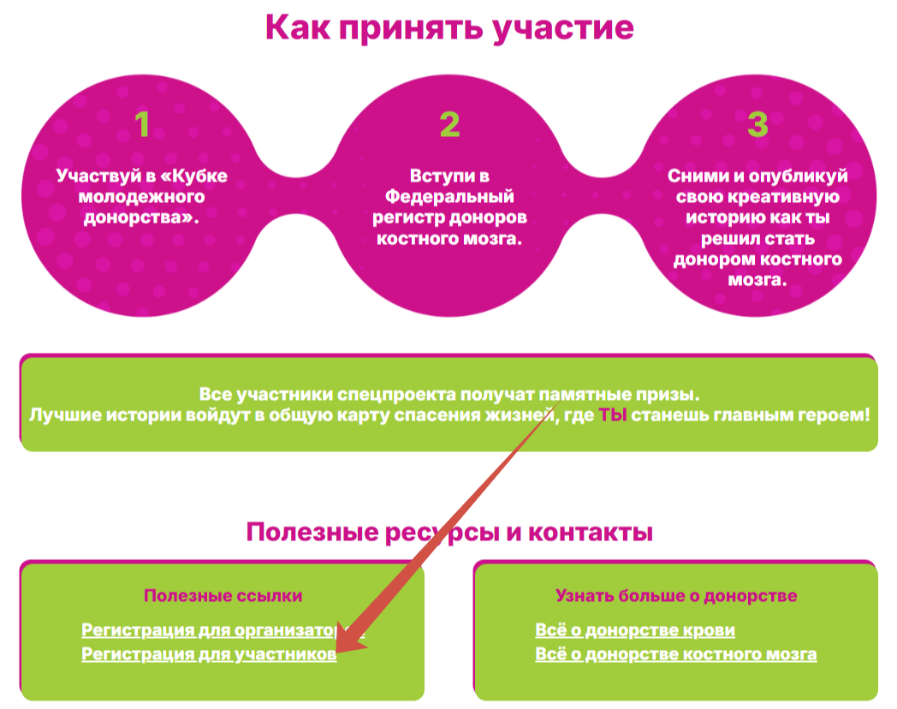 Как принять участие
1
Участвуй в «Кубке
молодежного
донорства».
2
Вступи в
Федеральный
регистр доноров
костного мозга.
3
Сними и опубликуй
свою креативную
историю как ты
решил стать
донором костного
мозга.
Все участники спецпроекта получат памятные призы.
Лучшие истории войдут в общую карту спасения жизней, где ТЫ станешь главным героем!
Полезные ресурсы и контакты
Полезные ссылки
Регистрация для организаторов
Регистрация для участников
Узнать больше о донорстве
Всё о донорстве крови
Всё о донорстве костного мозга